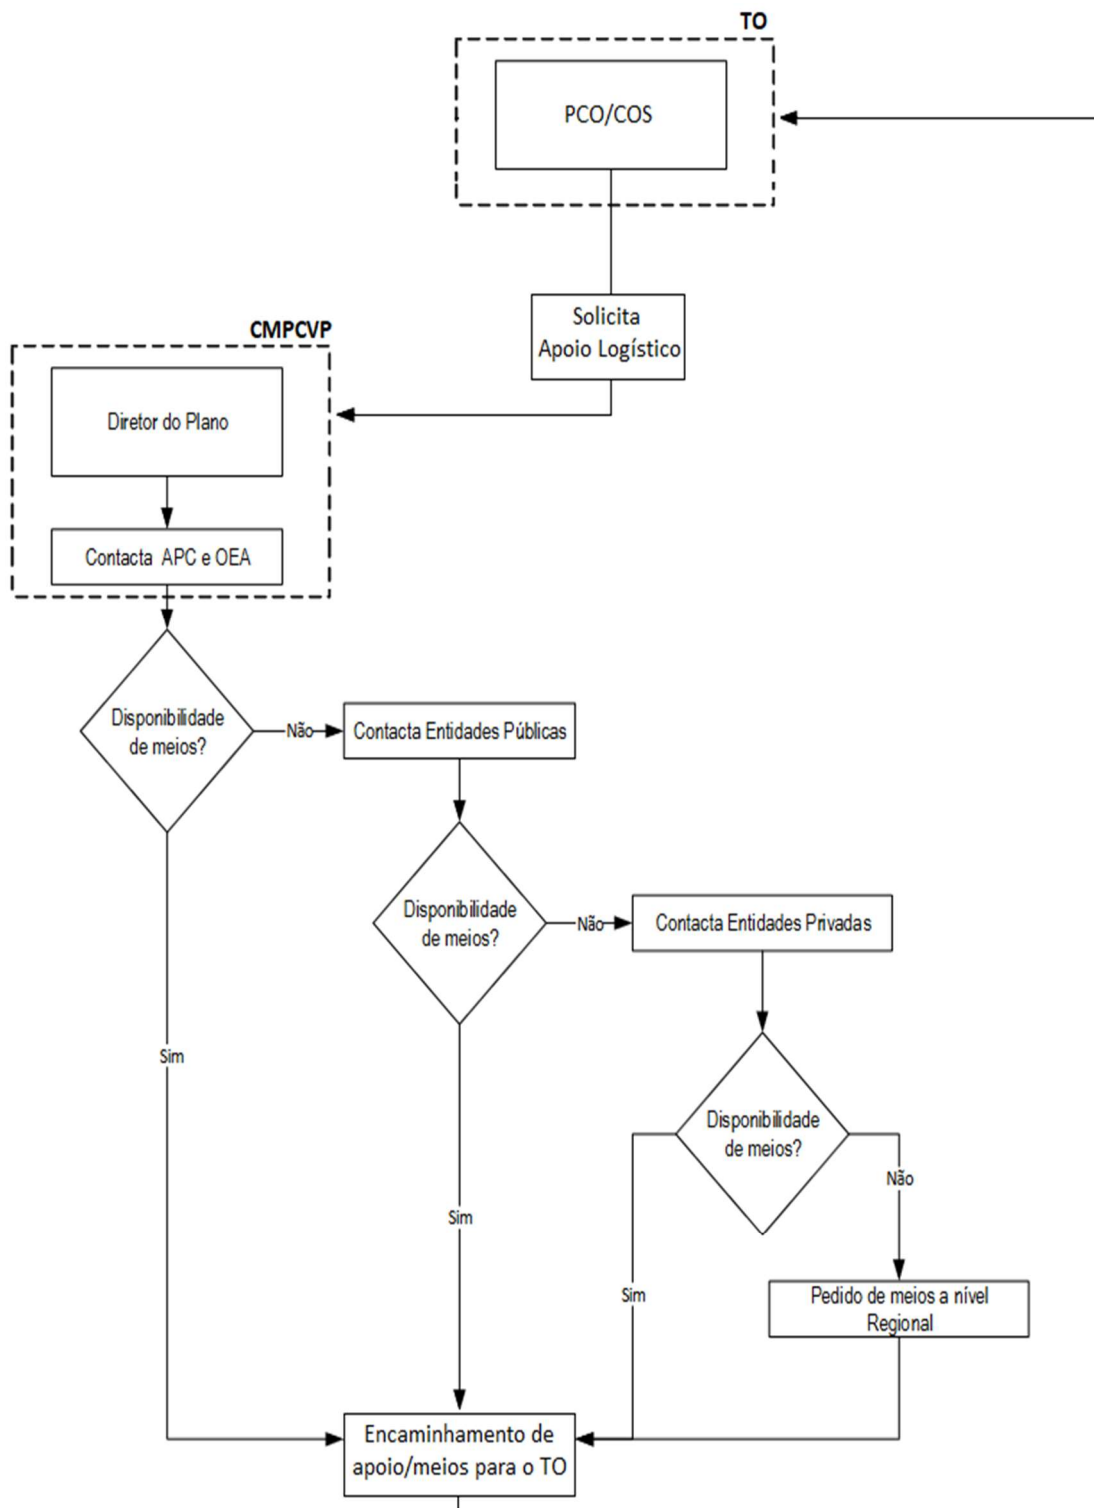 TO
PCO/COS
Solicita
Apoio Logístico
CMPCVP
Diretor do Plano
Contacta APC e OEA
Disponibilidade
de meios?
Não
Contacta Entidades Públicas
Disponibilidade
de meios?
Não
Contacta Entidades Privadas
Sim
Disponibilidade
de meios?
Não
Sim
Sim
Pedido de meios a nível
Regional
Encaminhamento de
apoio/meios para o TO